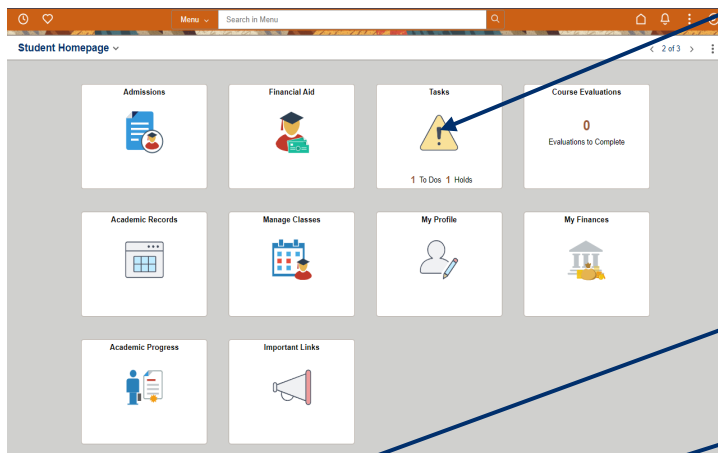 Menu
Search in Menu
Student Homepage
2 of 3
Admissions
Financial Aid
Tasks
1 To Dos 1 Holds
Course Evaluations
0
Evaluations to Complete
Academic Records
Manage Classes
My Profile
My Finances
Academic Progress
Important Links